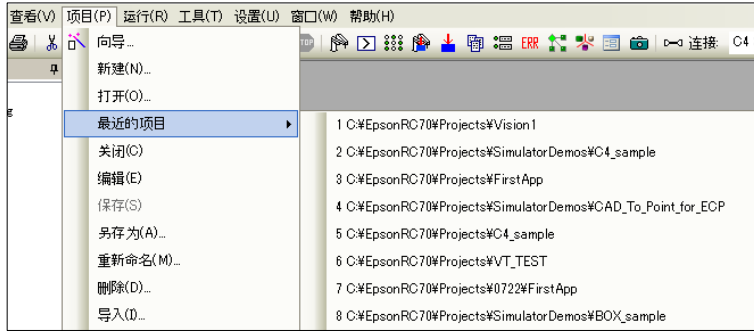 查看(V) 项目(P) 运行(R) 工具(T) 设置(U) 窗口(W) 帮助(H)
向导... STOP ERR 连接 C4
新建(N)...
打开(O)...
最近的项目
1 C:¥EpsonRC70¥Projects¥Vision1
关闭(C)
2 C:¥EpsonRC70¥Projects¥SimulatorDemos¥C4_sample
编辑(E)
3 C:¥EpsonRC70¥Projects¥FirstApp
保存(S)
4 C:¥EpsonRC70¥Projects¥SimulatorDemos¥CAD_To_Point_for_ECP
另存为(A)...
5 C:¥EpsonRC70¥Projects¥C4_sample
重新命名(M)...
6 C:¥EpsonRC70¥Projects¥VT_TEST
删除(D)...
7 C:¥EpsonRC70¥Projects¥0722¥FirstApp
导入(I)...
8 C:¥EpsonRC70¥Projects¥SimulatorDemos¥BOX_sample